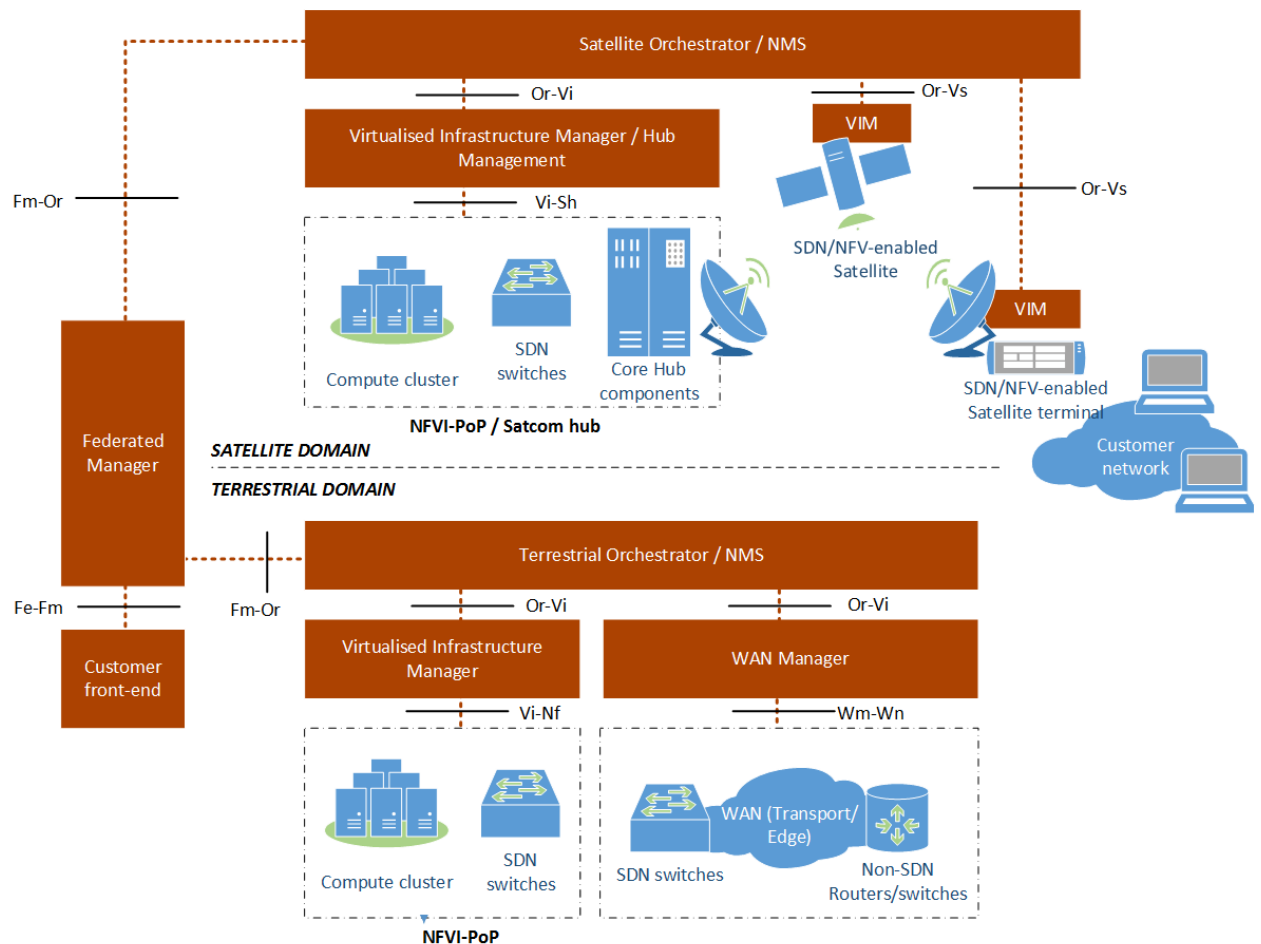 Satellite Orchestrator / NMS
Or-Vi
Or-Vs
Virtualised Infrastructure Manager / Hub
Management
VIM
Fm-Or
Vi-Sh
Or-Vs
SDN/NFV-enabled
Satellite
VIM
Compute cluster
SDN
switches
Core Hub
components
SDN/NFV-enabled
Satellite terminal
NFVI-PoP / Satcom hub
Customer
network
Federated
Manager
SATELLITE DOMAIN
TERRESTRIAL DOMAIN
Terrestrial Orchestrator / NMS
Fe-Fm
Fm-Or
Or-Vi
Or-Vi
Customer
front-end
Virtualised Infrastructure
Manager
WAN Manager
Vi-Nf
Wm-Wn
Compute cluster
SDN
switches
SDN switches
WAN (Transport/
Edge)
Non-SDN
Routers/switches
NFVI-PoP